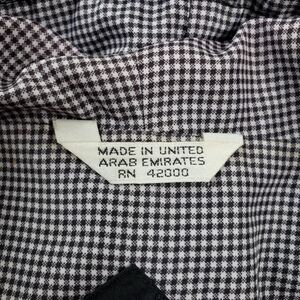 MADE IN UNITED
ARAB EMIRATES
RN 42000